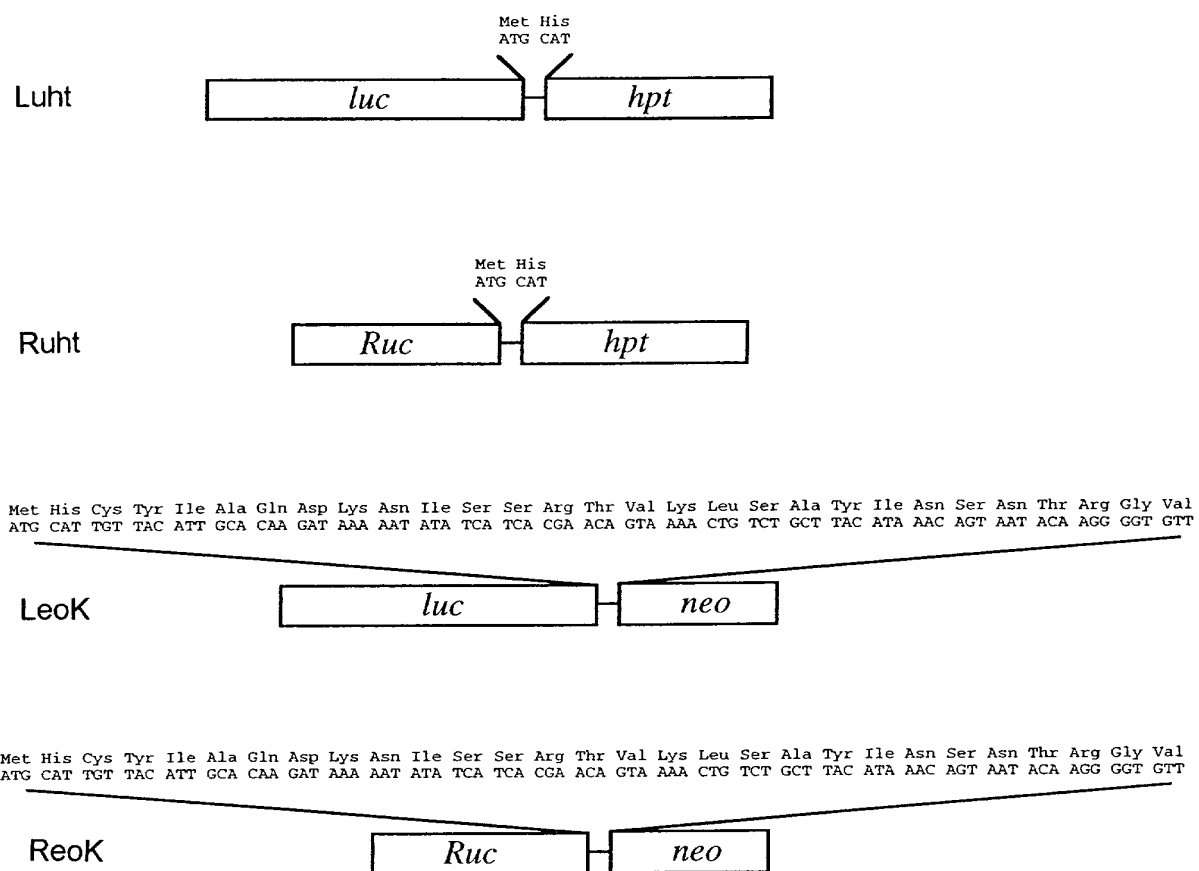 Met His
ATG CAT
Luht
luc
hpt
Met His
ATG CAT
Ruht
Ruc
hpt
Met His Cys Tyr Ile Ala Gln Asp Lys Asn Ile Ser Ser Arg Thr Val Lys Leu Ser Ala Tyr Ile Asn Ser Asn Thr Arg Gly Val
ATG CAT TGT TAC ATT GCA CAA GAT AAA AAT ATA TCA TCA CGA ACA GTA AAA CTG TCT GCT TAC ATA AAC AGT AAT ACA AGG GGT GTT
LeoK
luc
neo
Met His Cys Tyr Ile Ala Gln Asp Lys Asn Ile Ser Ser Arg Thr Val Lys Leu Ser Ala Tyr Ile Asn Ser Asn Thr Arg Gly Val
ATG CAT TGT TAC ATT GCA CAA GAT AAA AAT ATA TCA TCA CGA ACA GTA AAA CTG TCT GCT TAC ATA AAC AGT AAT ACA AGG GGT GTT
ReoK
Ruc
neo